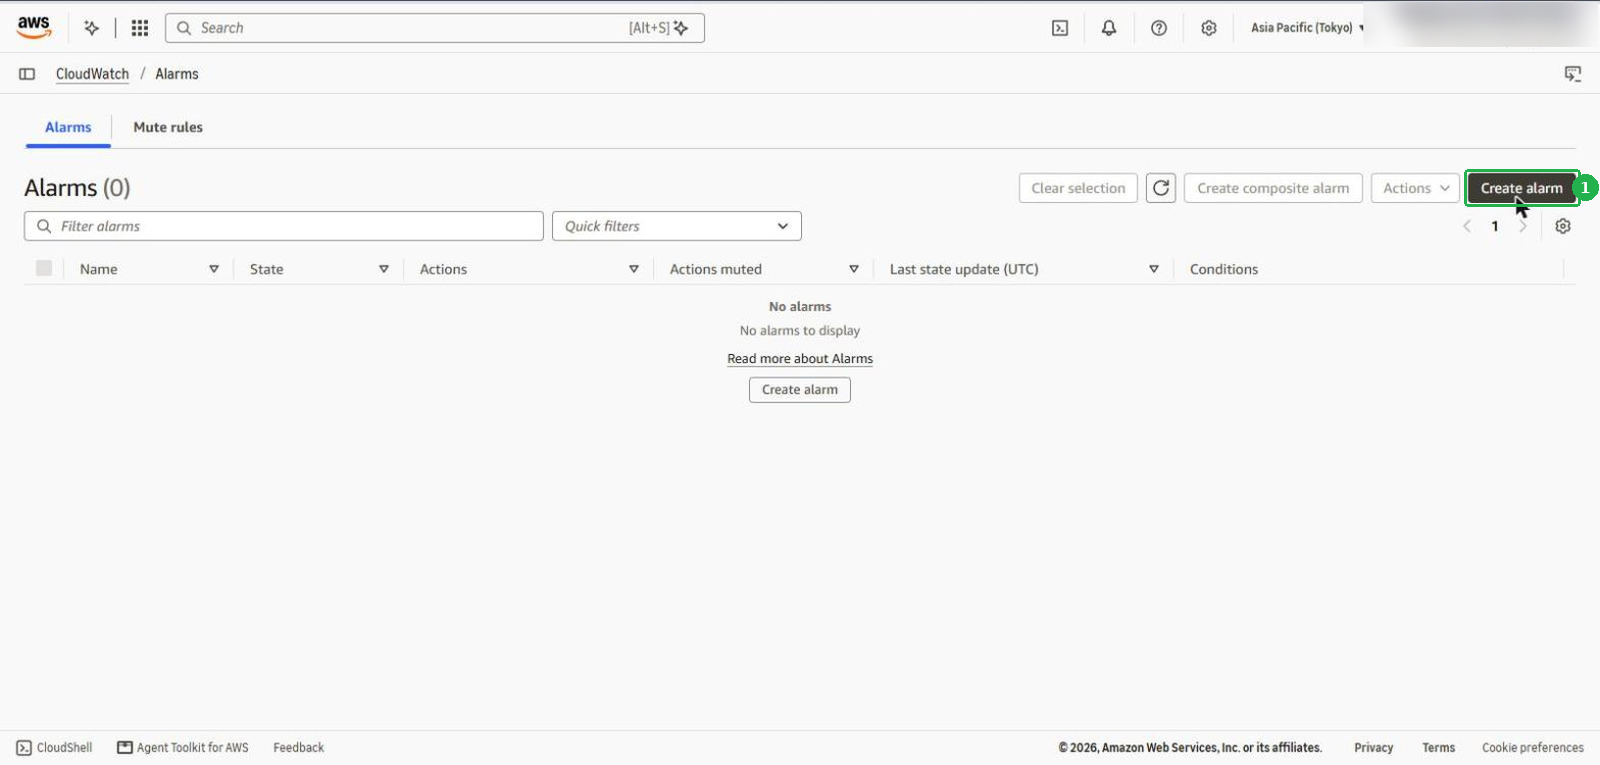 aws
Search [Alt+S] Asia Pacific (Tokyo)
CloudWatch / Alarms
Alarms Mute rules
Alarms (0) Clear selection Create composite alarm Actions Create alarm 1
Filter alarms Quick filters 1
Name State Actions Actions muted Last state update (UTC) Conditions
No alarms
No alarms to display
Read more about Alarms
Create alarm
CloudShell Agent Toolkit for AWS Feedback © 2026, Amazon Web Services, Inc. or its affiliates. Privacy Terms Cookie preferences